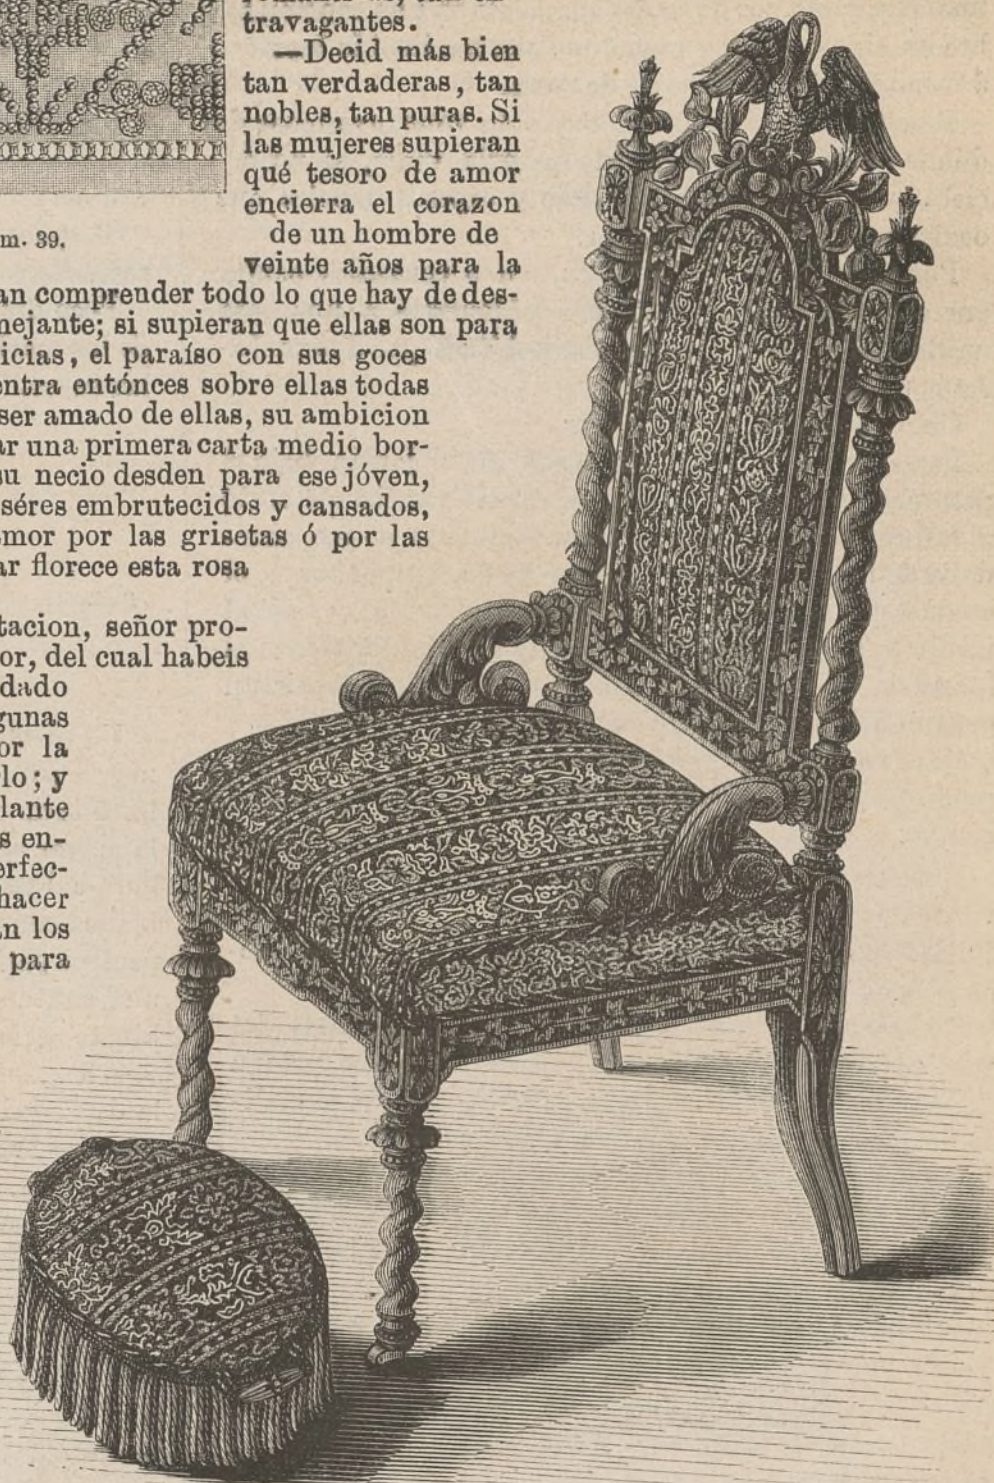 travagantes.
—Decid más bien
tan verdaderas, tan
nobles, tan puras. Si
las mujeres supieran
qué tesoro de amor
encierra el corazon
de un hombre de
veinte años para la
m. 39.
an comprender todo lo que hay de des-
nejante; si supieran que ellas son para
icias, el paraíso con sus goces
entra entónces sobre ellas todas
ser amado de ellas, su ambicion
ar una primera carta medio bor-
su necio desden para ese jóven,
séres embrutecidos y cansados,
mor por las grisetas ó por las
ar florece esta rosa
tacion, señor pro-
or, del cual habeis
dado
gunas
or la
lo; y
lante
s en-
erfec-
hacer
an los
para